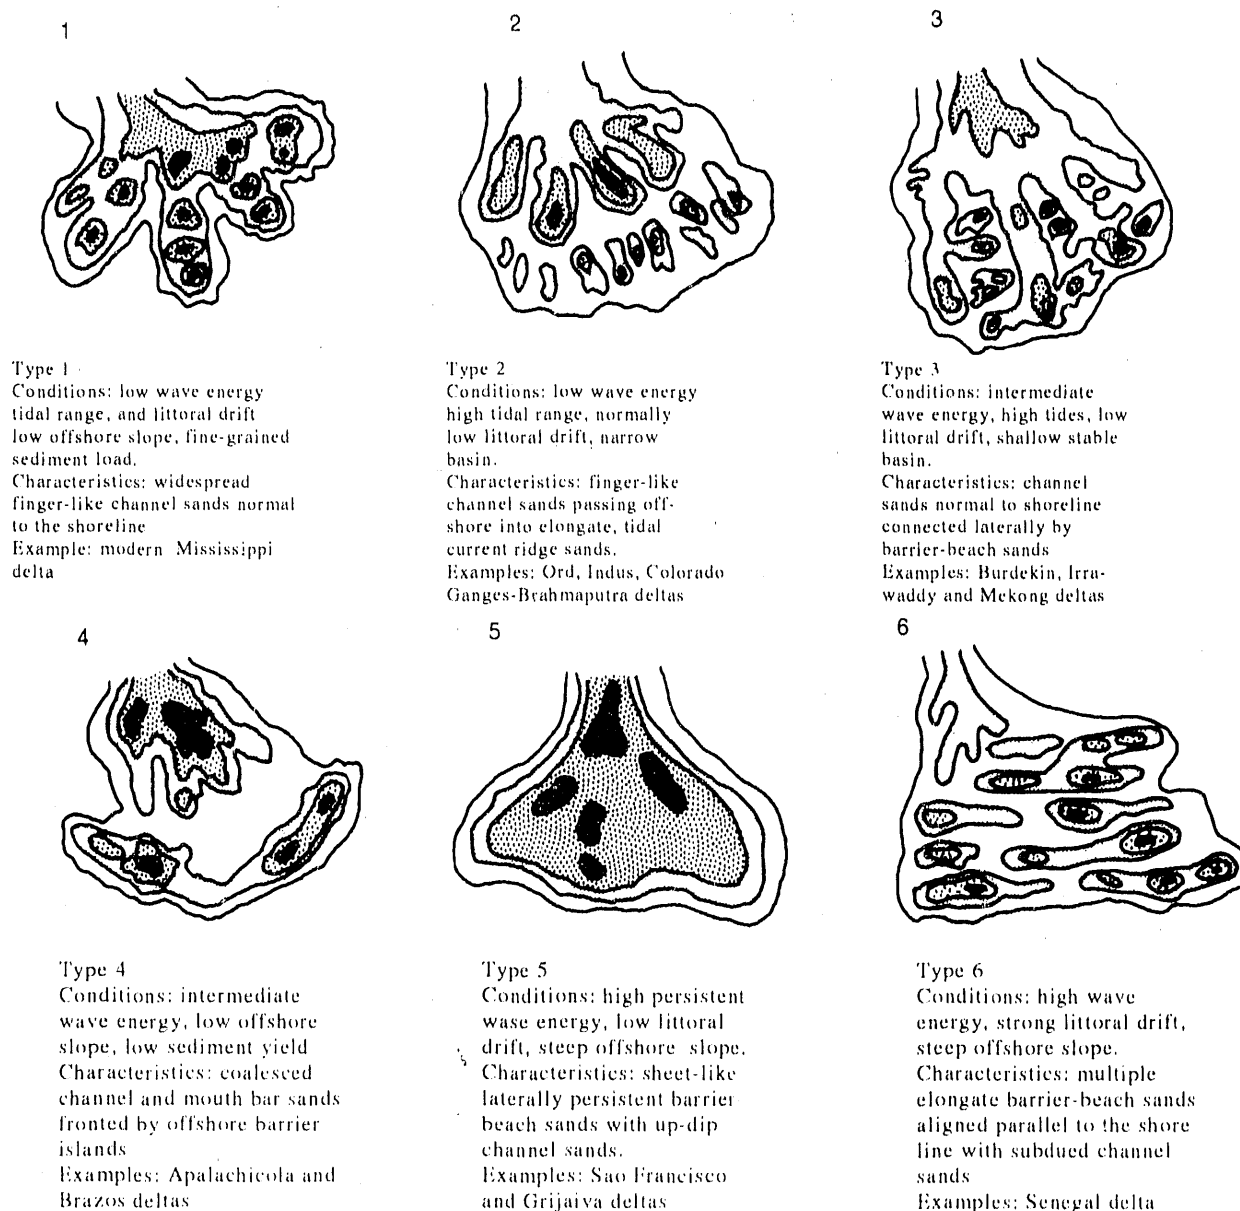 1
2
3
Type 1
Conditions: low wave energy
tidal range, and littoral drift
low offshore slope, fine-grained
sediment load.
Characteristics: widespread
finger-like channel sands normal
to the shoreline
Example: modern Mississippi
delta
Type 2
Conditions: low wave energy
high tidal range, normally
low littoral drift, narrow
basin.
Characteristics: finger-like
channel sands passing off-
shore into elongate, tidal
current ridge sands.
Examples: Ord, Indus, Colorado
Ganges-Brahmaputra deltas
Type 3
Conditions: intermediate
wave energy, high tides, low
littoral drift, shallow stable
basin.
Characteristics: channel
sands normal to shoreline
connected laterally by
barrier-beach sands
Examples: Burdekin, Irra-
waddy and Mekong deltas
4
5
6
Type 4
Conditions: intermediate
wave energy, low offshore
slope, low sediment yield
Characteristics: coalesced
channel and mouth bar sands
fronted by offshore barrier
islands
Examples: Apalachicola and
Brazos deltas
Type 5
Conditions: high persistent
wase energy, low littoral
drift, steep offshore slope.
Characteristics: sheet-like
laterally persistent barrier
beach sands with up-dip
channel sands.
Examples: Sao Francisco
and Grijaiva deltas
Type 6
Conditions: high wave
energy, strong littoral drift,
steep offshore slope.
Characteristics: multiple
elongate barrier-beach sands
aligned parallel to the shore
line with subdued channel
sands
Examples: Senegal delta